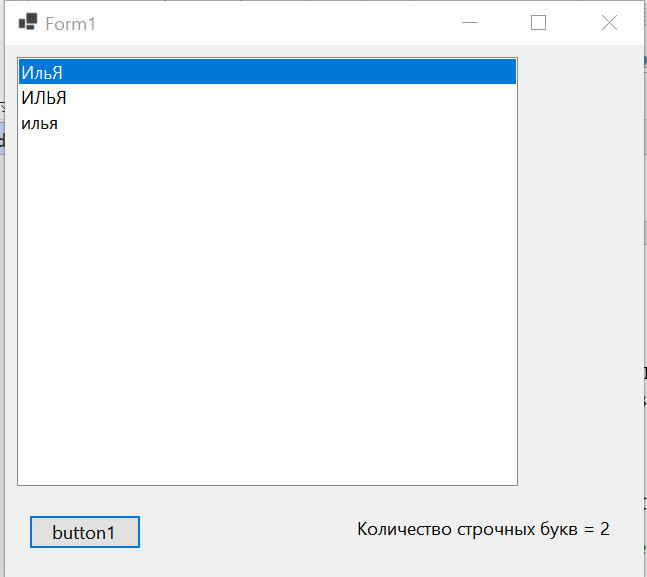 Form1
ИльЯ
ИЛЬЯ
илья
button1
Количество строчных букв = 2